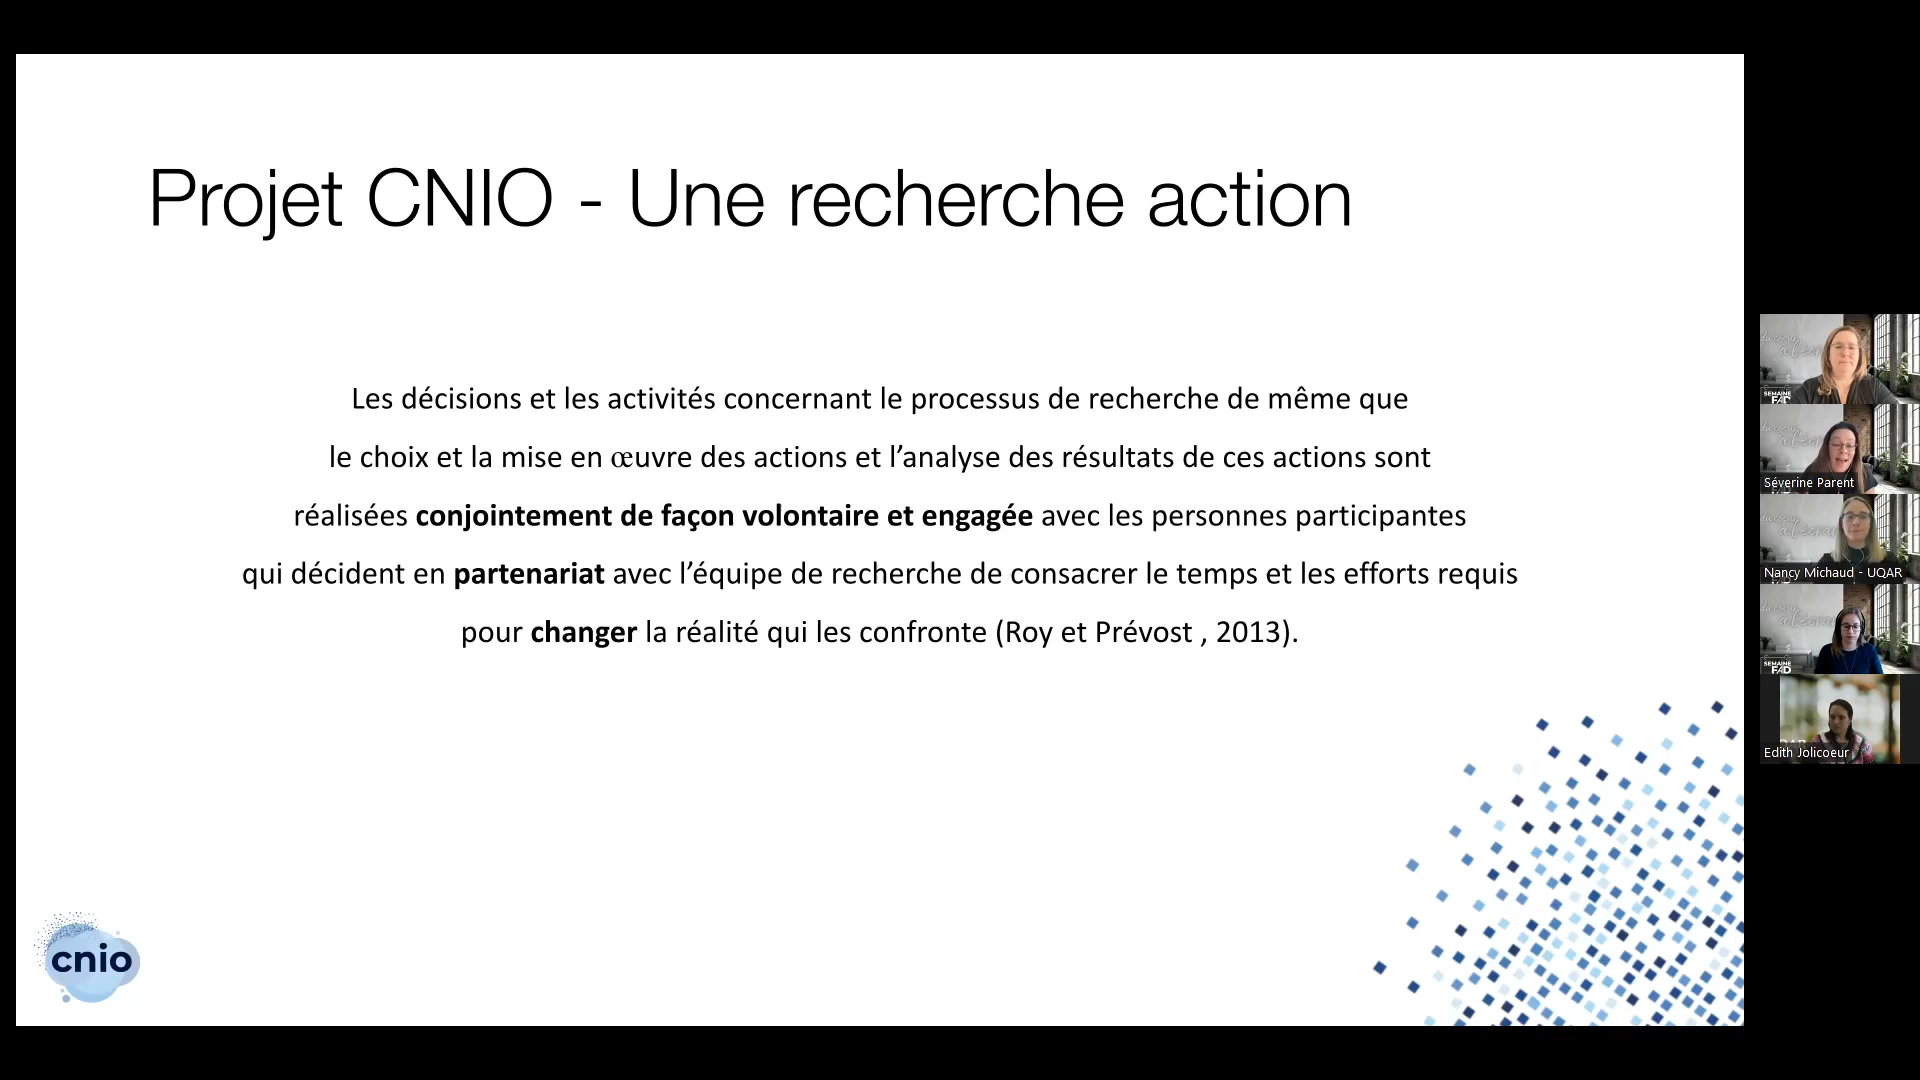 Projet CNIO - Une recherche action
Les décisions et les activités concernant le processus de recherche de même que
le choix et la mise en œuvre des actions et l’analyse des résultats de ces actions sont
réalisées conjointement de façon volontaire et engagée avec les personnes participantes
qui décident en partenariat avec l’équipe de recherche de consacrer le temps et les efforts requis
pour changer la réalité qui les confronte (Roy et Prévost , 2013).
cnio
SEMAINE
FAD
Séverine Parent
Nancy Michaud - UQAR
SEMAINE
FAD
Edith Jolicoeur